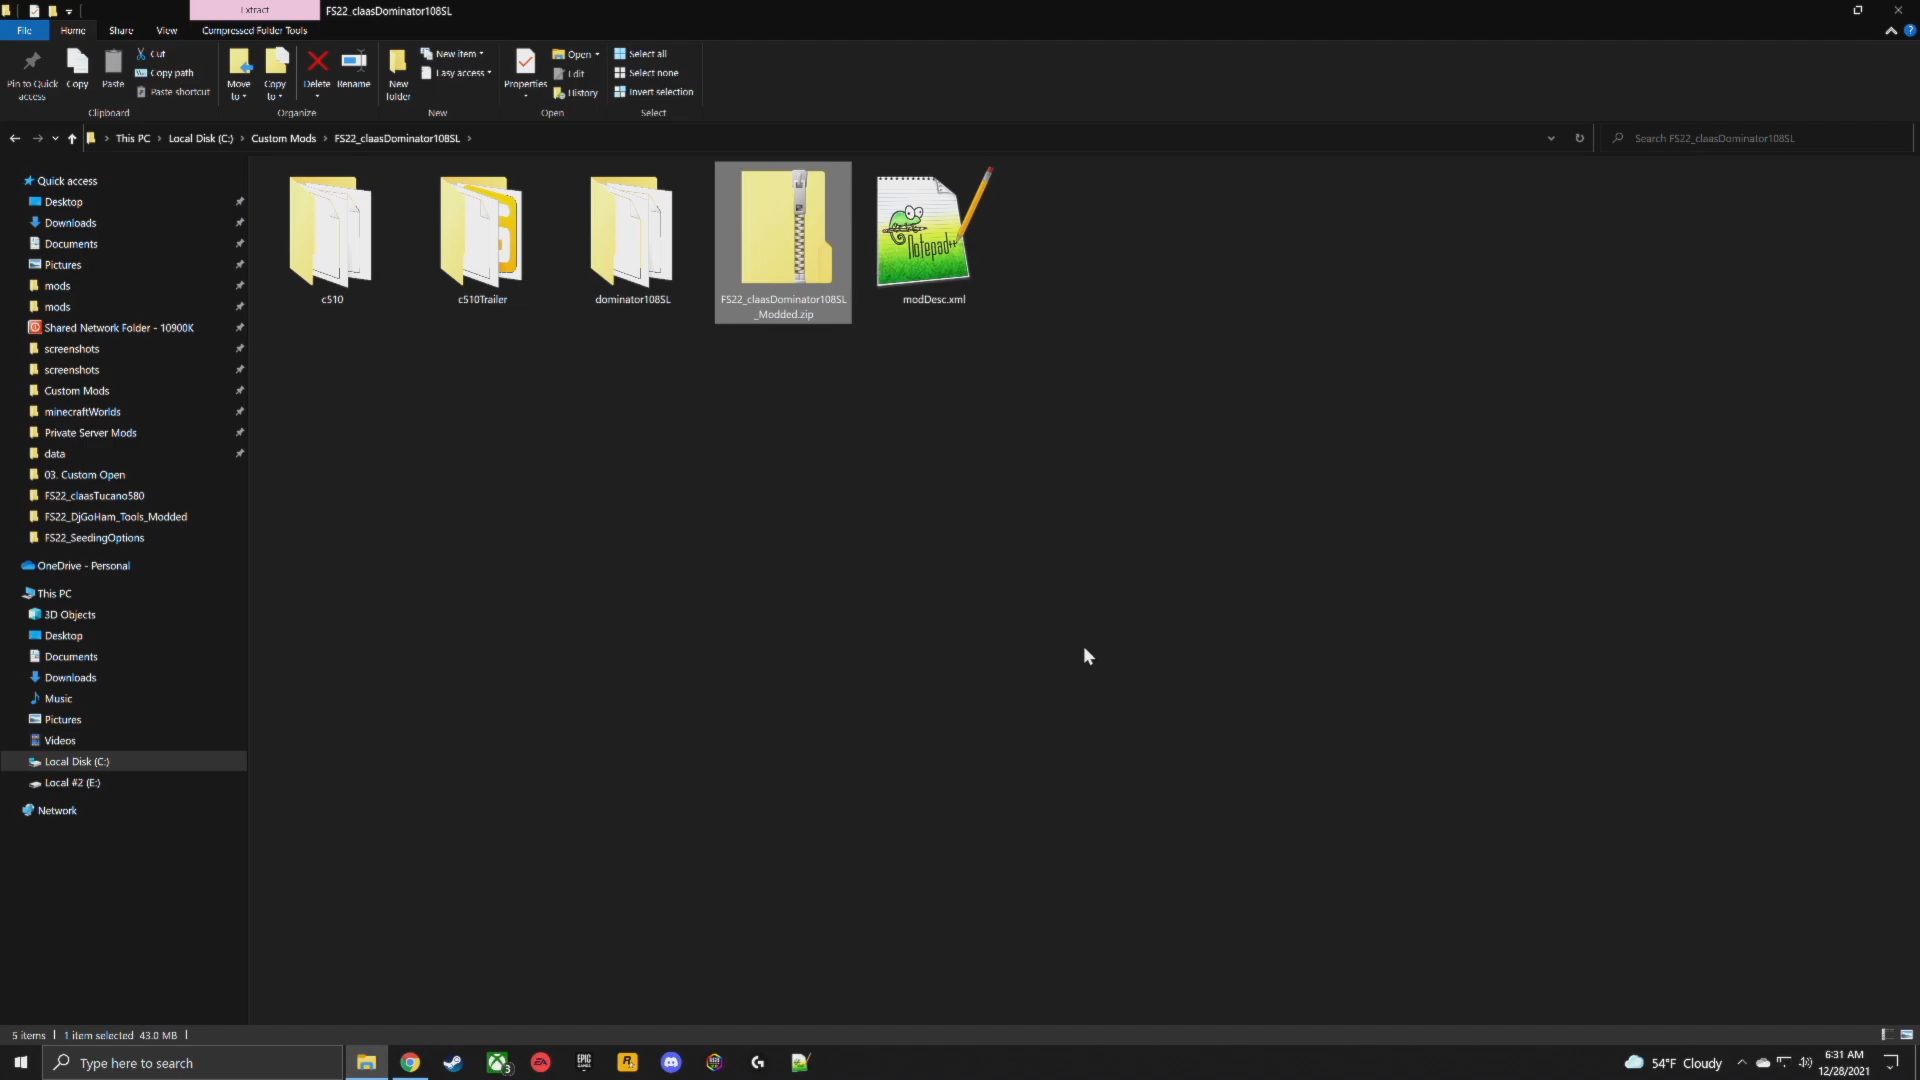 Extract
FS22_claasDominator108SL
File
Home
Share
View
Compressed Folder Tools
Pin to Quick
access
Copy
Paste
Cut
Copy path
Paste shortcut
Clipboard
Move
to
Copy
to
Delete
Rename
Organize
New
folder
New item
Easy access
New
Properties
Open
Edit
History
Open
Select all
Select none
Invert selection
Select
This PC
Local Disk (C:)
Custom Mods
FS22_claasDominator108SL
Search FS22_claasDominator108SL
Quick access
Desktop
Downloads
Documents
Pictures
mods
mods
Shared Network Folder - 10900K
screenshots
screenshots
Custom Mods
minecraftWorlds
Private Server Mods
data
03. Custom Open
FS22_claasTucano580
FS22_DjGoHam_Tools_Modded
FS22_SeedingOptions
OneDrive - Personal
This PC
3D Objects
Desktop
Documents
Downloads
Music
Pictures
Videos
Local Disk (C:)
Local #2 (E:)
Network
c510
c510Trailer
dominator108SL
FS22_claasDominator108SL
_Modded.zip
Notepad++
modDesc.xml
5 items
1 item selected 43.0 MB
Type here to search
3
EA
EPIC
GAMES
R
54°F Cloudy
6:31 AM
12/28/2021